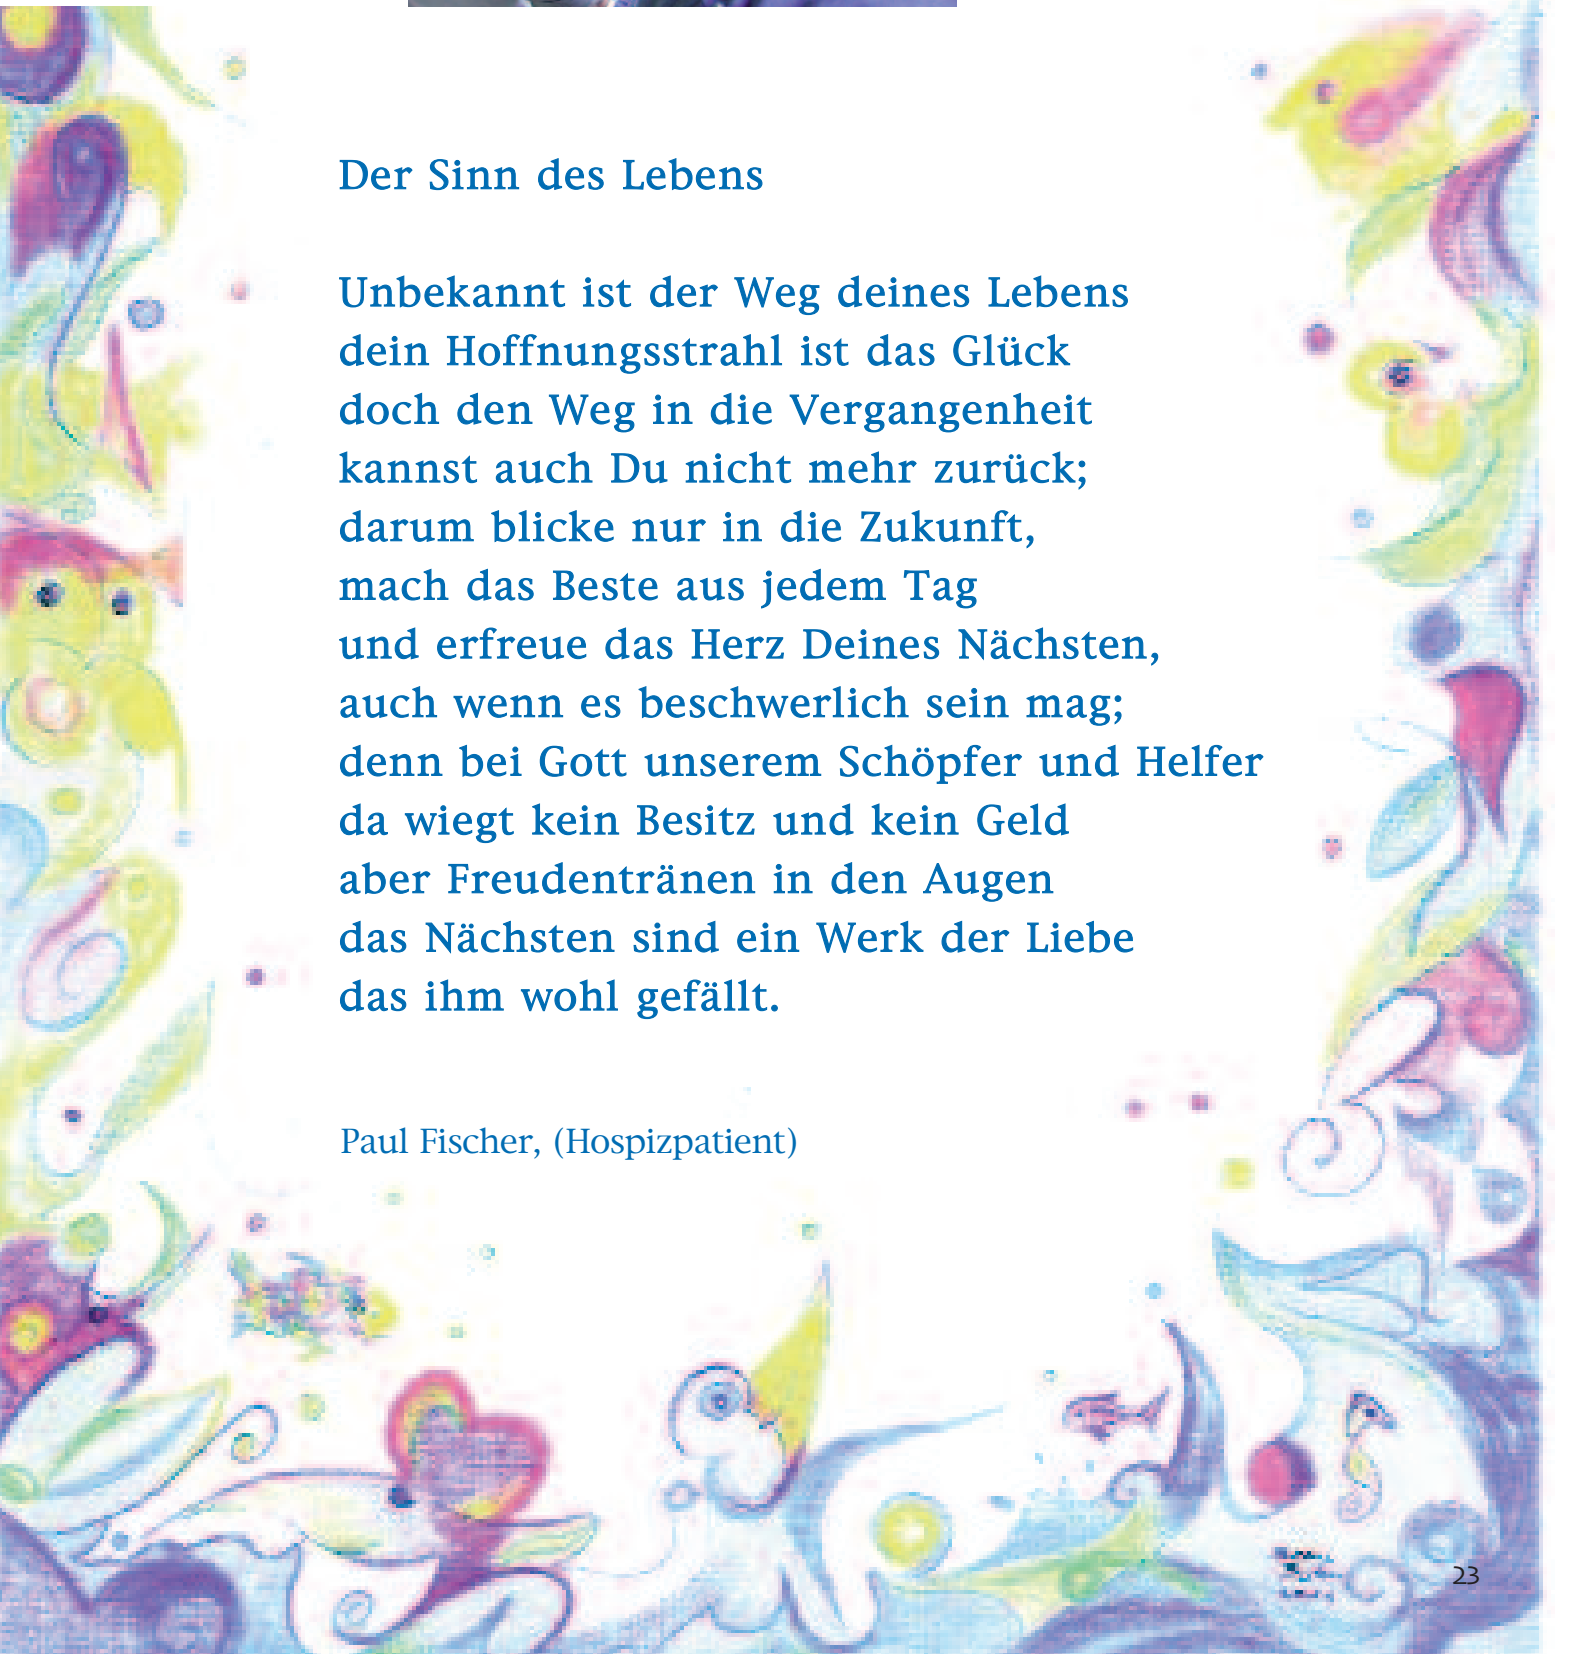 Der Sinn des Lebens
Unbekannt ist der Weg deines Lebens
dein Hoffnungsstrahl ist das Glück
doch den Weg in die Vergangenheit
kannst auch Du nicht mehr zurück;
darum blicke nur in die Zukunft,
mach das Beste aus jedem Tag
und erfreue das Herz Deines Nächsten,
auch wenn es beschwerlich sein mag;
denn bei Gott unserem Schöpfer und Helfer
da wiegt kein Besitz und kein Geld
aber Freudentränen in den Augen
das Nächsten sind ein Werk der Liebe
das ihm wohl gefällt.
Paul Fischer, (Hospizpatient)
23